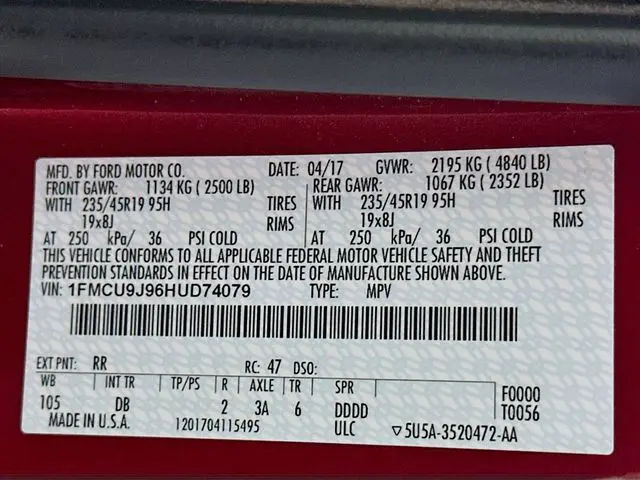 MFD. BY FORD MOTOR CO. DATE: 04/17 GVWR: 2195 KG ( 4840 LB)
FRONT GAWR: 1134 KG ( 2500 LB) REAR GAWR: 1067 KG ( 2352 LB)
WITH 235/45R19 95H TIRES WITH 235/45R19 95H TIRES
19x8J RIMS 19x8J RIMS
AT 250 kPa/ 36 PSI COLD AT 250 kPa/ 36 PSI COLD
THIS VEHICLE CONFORMS TO ALL APPLICABLE FEDERAL MOTOR VEHICLE SAFETY AND THEFT
PREVENTION STANDARDS IN EFFECT ON THE DATE OF MANUFACTURE SHOWN ABOVE.
VIN: 1FMCU9J96HUD74079 TYPE: MPV
EXT PNT: RR RC: 47 DSO:
WB INT TR TP/PS R AXLE TR SPR F0000
105 DB 2 3A 6 DDDD T0056
MADE IN U.S.A. 1201704115495 ULC ▽5U5A-3520472-AA